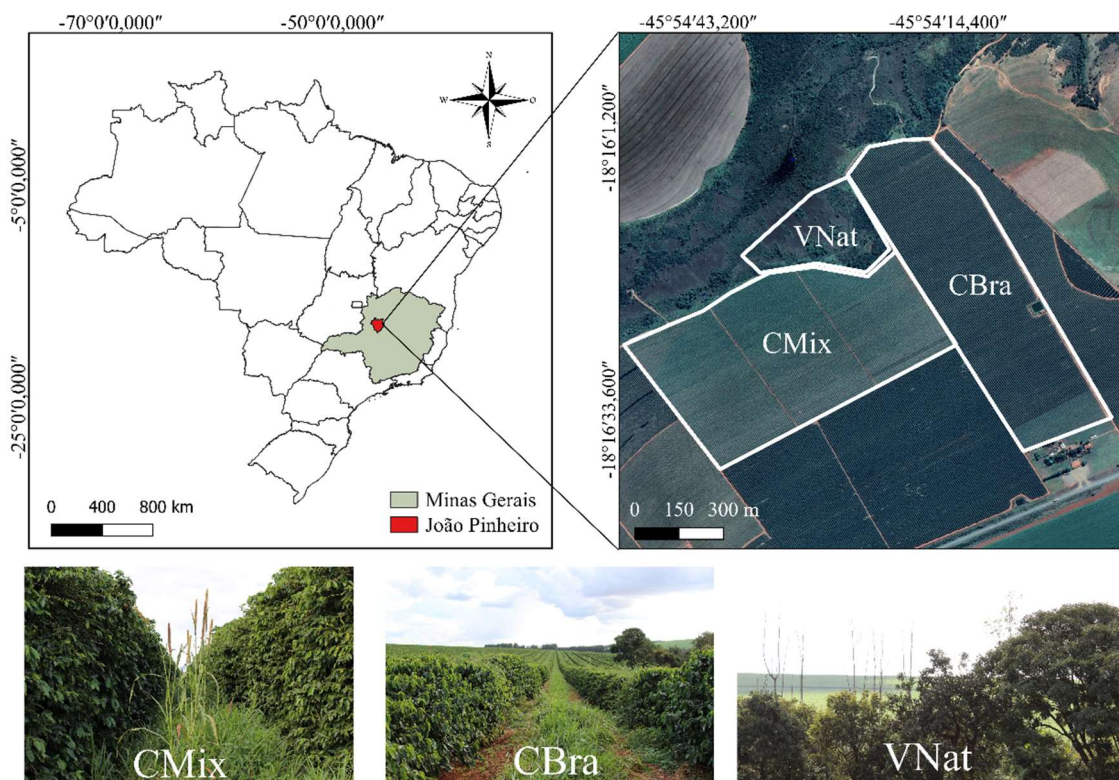 -70°0′0,000″
-50°0′0,000″
-45°54′43,200″
-45°54′14,400″
-5°0′0,000″
-25°0′0,000″
N
W
O
S
0 400 800 km
Minas Gerais
João Pinheiro
-18°16′1,200″
-18°16′33,600″
VNat
CBra
CMix
0 150 300 m
CMix
CBra
VNat